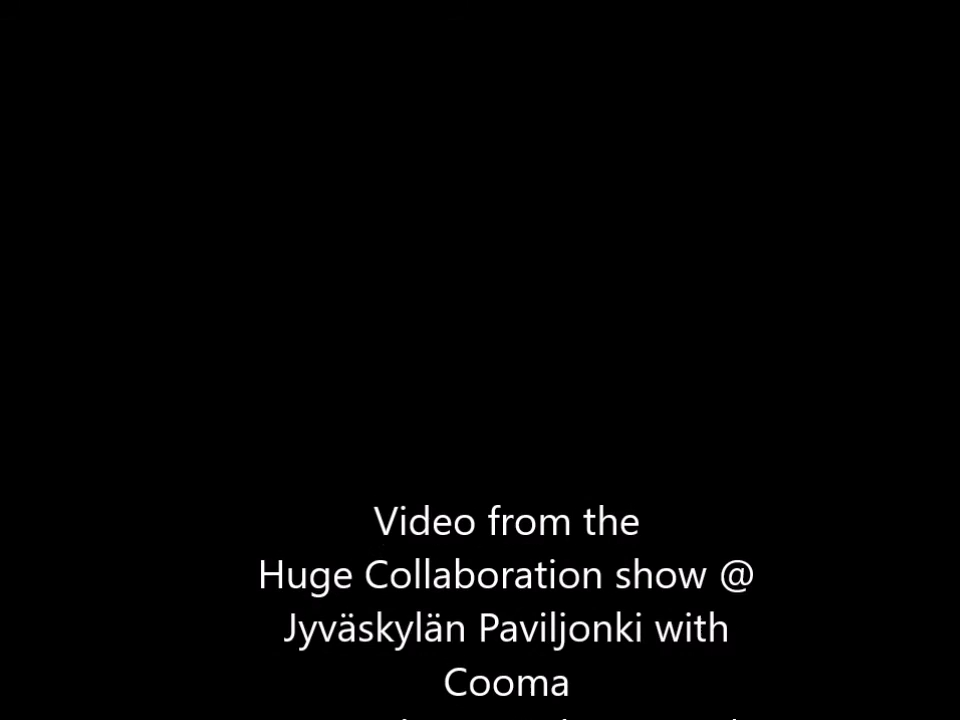 Video from the
Huge Collaboration show @
Jyväskylän Paviljonki with
Cooma